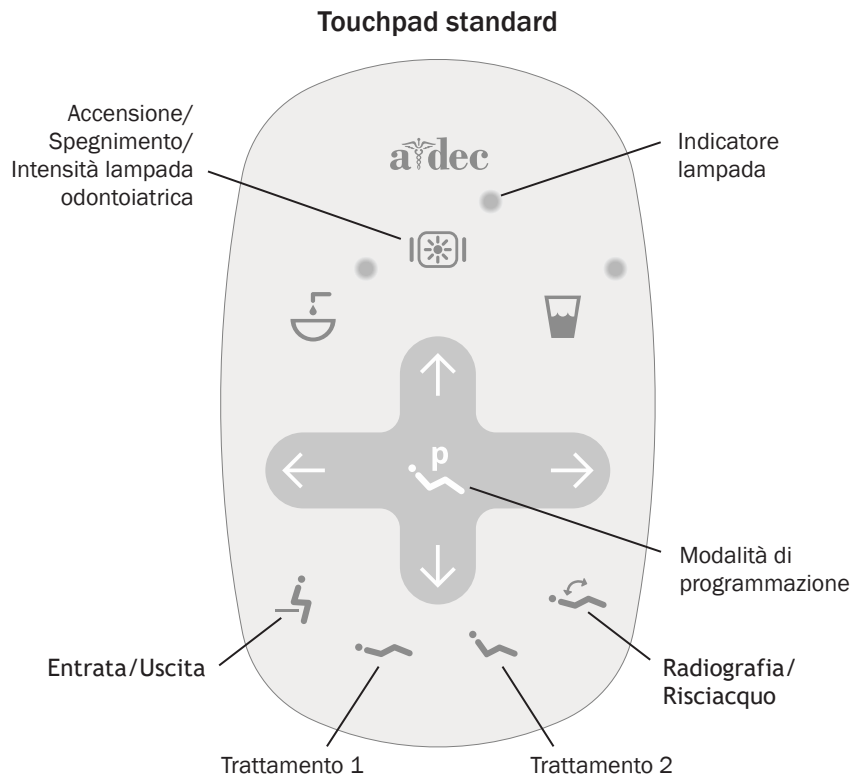 Touchpad standard
Accensione/
Spegnimento/
Intensità lampada
odontoiatrica
a dec
Indicatore
lampada
p
Modalità di
programmazione
Entrata/Uscita
Radiografia/
Risciacquo
Trattamento 1
Trattamento 2